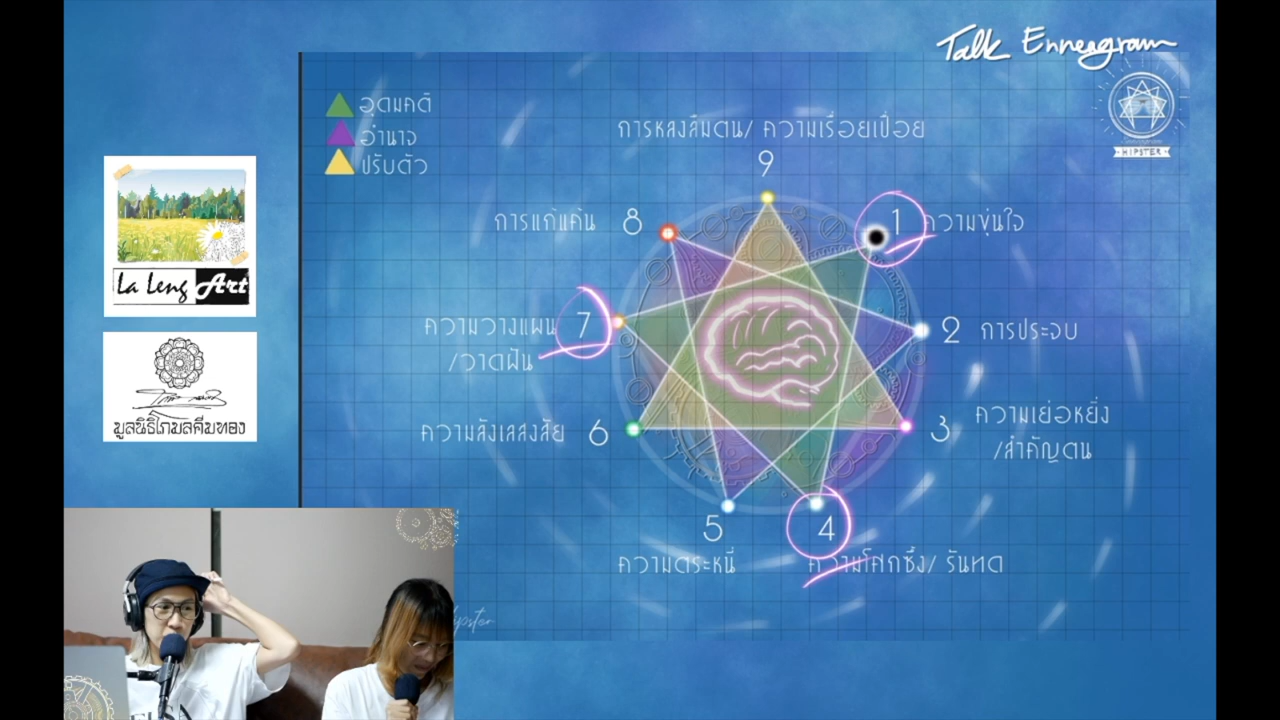 Talk Enneagram
HIPSTER
อุดมคติ
อำนาจ
ปรับตัว
การหลงลืมตน/ ความเรื่อยเปื่อย
9
การแก้แค้น 8
1 ความขุ่นใจ
ความวางแผน 7
/วาดฝัน
2 การประจบ
ความลังเลสงสัย 6
3 ความเย่อหยิ่ง
/สำคัญตน
5
ความตระหนี่
4
ความโศกซึ้ง/ รันทด
La Leng Art
มูลนิธิโกมลคีมทอง